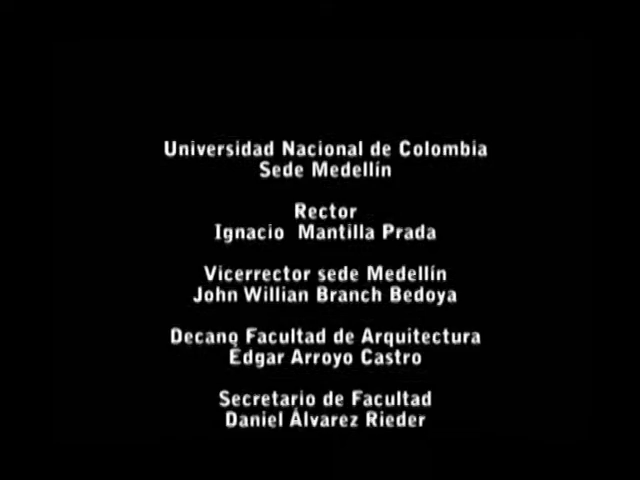 Universidad Nacional de Colombia
Sede Medellín
Rector
Ignacio Mantilla Prada
Vicerrector sede Medellín
John Willian Branch Bedoya
Decano Facultad de Arquitectura
Édgar Arroyo Castro
Secretario de Facultad
Daniel Álvarez Rieder